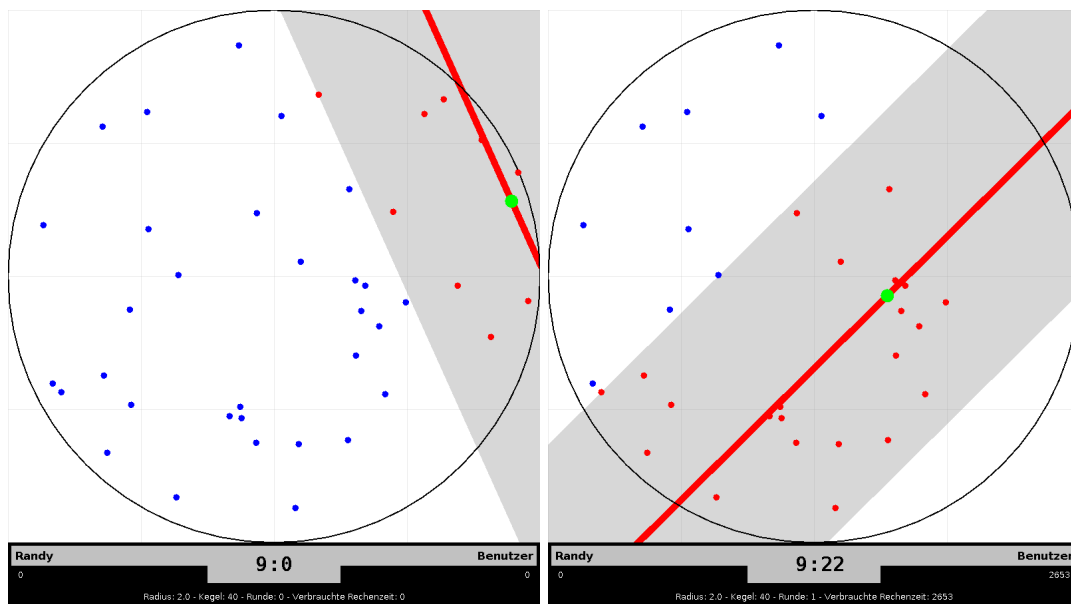 Randy
Benutzer
9:0
0
0
Radius: 2.0 - Kegel: 40 - Runde: 0 - Verbrauchte Rechenzeit: 0
Randy
Benutzer
9:22
0
2653
Radius: 2.0 - Kegel: 40 - Runde: 1 - Verbrauchte Rechenzeit: 2653